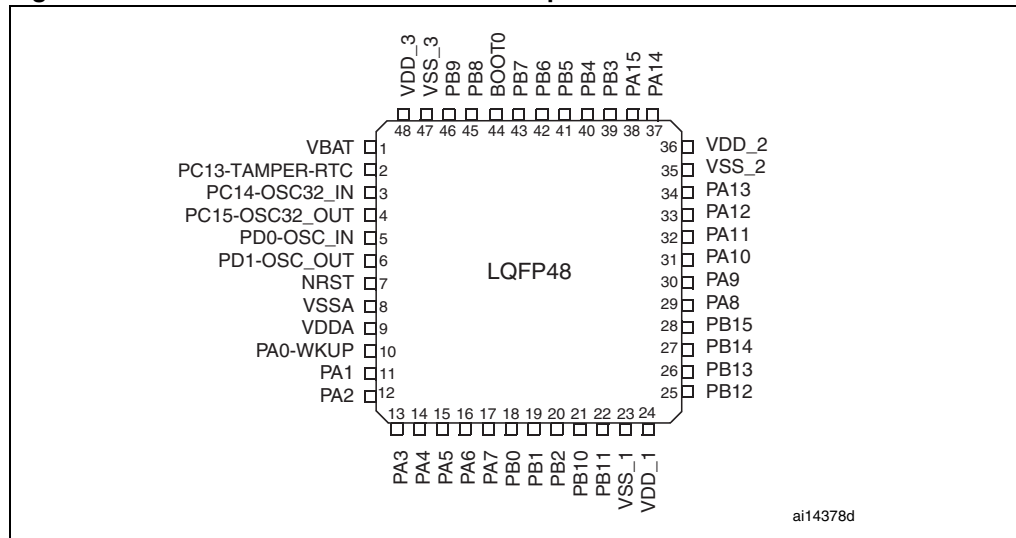 VDD_3
VSS_3
PB9
PB8
BOOT0
PB7
PB6
PB5
PB4
PB3
PA15
PA14
48 47 46 45 44 43 42 41 40 39 38 37
VBAT 1
PC13-TAMPER-RTC 2
PC14-OSC32_IN 3
PC15-OSC32_OUT 4
PD0-OSC_IN 5
PD1-OSC_OUT 6
NRST 7
VSSA 8
VDDA 9
PA0-WKUP 10
PA1 11
PA2 12
LQFP48
36 VDD_2
35 VSS_2
34 PA13
33 PA12
32 PA11
31 PA10
30 PA9
29 PA8
28 PB15
27 PB14
26 PB13
25 PB12
13 14 15 16 17 18 19 20 21 22 23 24
PA3
PA4
PA5
PA6
PA7
PB0
PB1
PB2
PB10
PB11
VSS_1
VDD_1
ai14378d